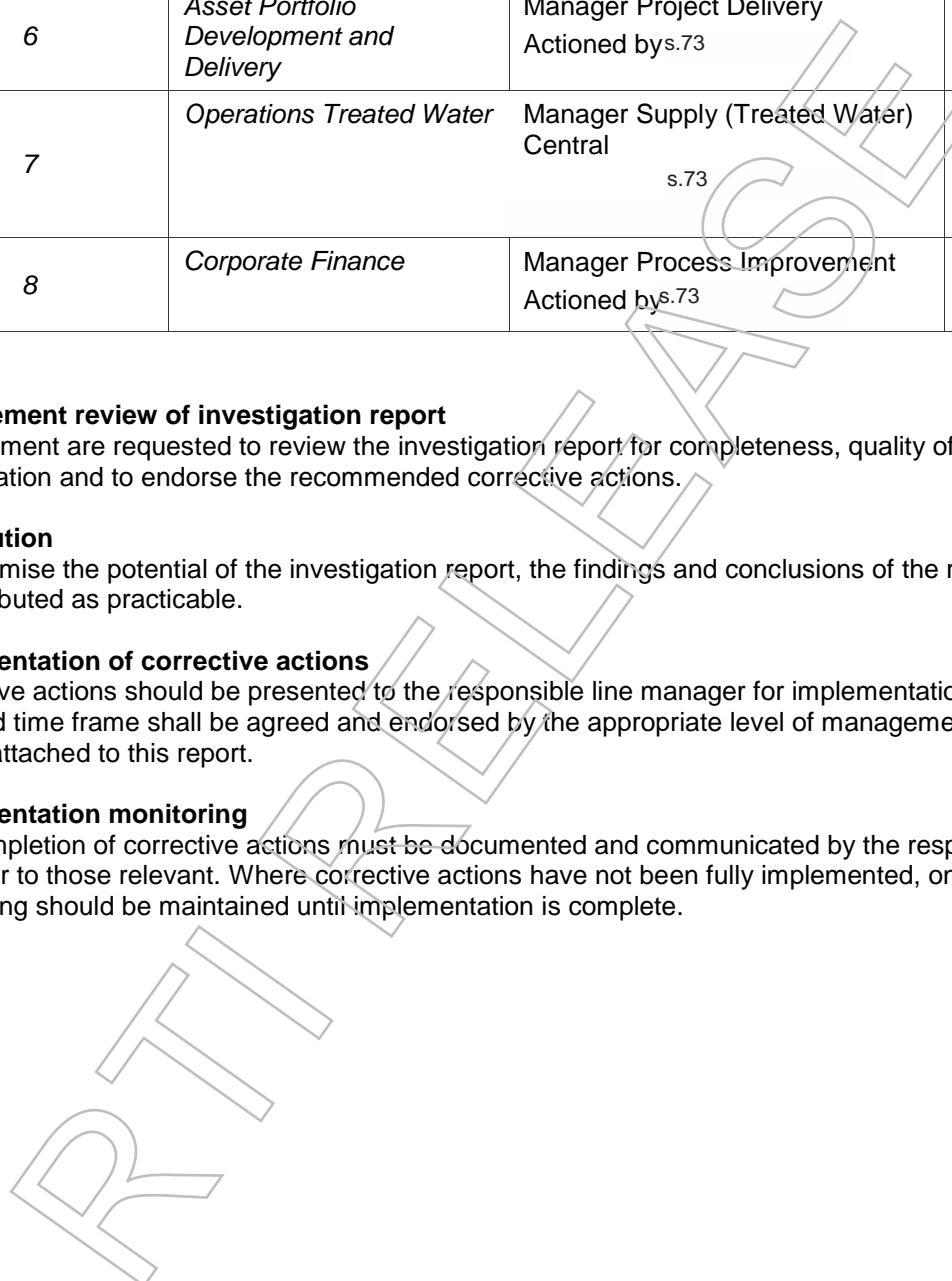 6
Asset Portfolio
Development and
Delivery
Manager Project Delivery
Actioned by s.73
7
Operations Treated Water
Manager Supply (Treated Water)
Central
s.73
8
Corporate Finance
Manager Process Improvement
Actioned by s.73
ement review of investigation report
ment are requested to review the investigation report for completeness, quality of
ation and to endorse the recommended corrective actions.
ution
mise the potential of the investigation report, the findings and conclusions of the r
buted as practicable.
entation of corrective actions
ve actions should be presented to the responsible line manager for implementatio
d time frame shall be agreed and endorsed by the appropriate level of manageme
attached to this report.
entation monitoring
mpletion of corrective actions must be documented and communicated by the resp
r to those relevant. Where corrective actions have not been fully implemented, on
ng should be maintained until implementation is complete.
RTI RELEASE